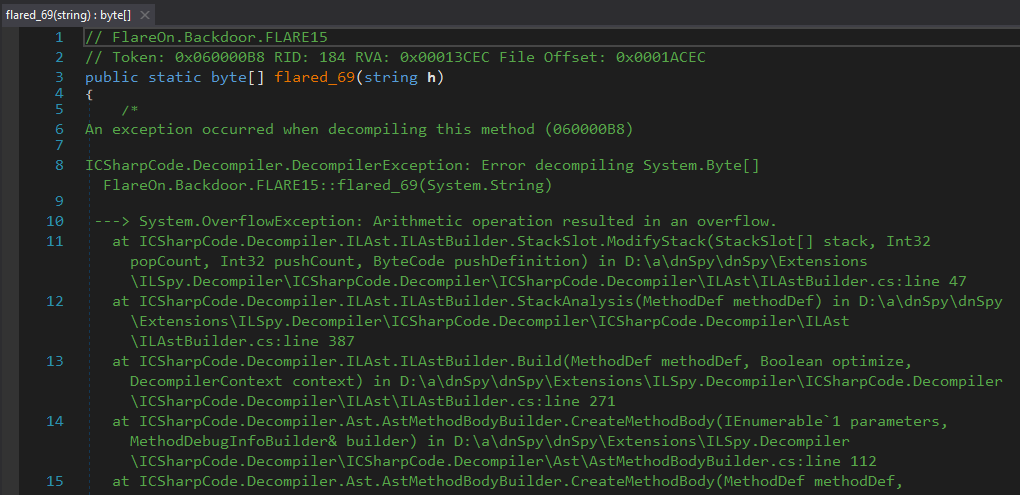 flared_69(string) : byte[] ×
1 // FlareOn.Backdoor.FLARE15
2 // Token: 0x060000B8 RID: 184 RVA: 0x00013CEC File Offset: 0x0001ACEC
3 public static byte[] flared_69(string h)
4 {
5 /*
6 An exception occurred when decompiling this method (060000B8)
7
8 ICSharpCode.Decompiler.DecompilerException: Error decompiling System.Byte[]
FlareOn.Backdoor.FLARE15::flared_69(System.String)
9
10 ---> System.OverflowException: Arithmetic operation resulted in an overflow.
11 at ICSharpCode.Decompiler.ILAst.ILAstBuilder.StackSlot.ModifyStack(StackSlot[] stack, Int32
popCount, Int32 pushCount, ByteCode pushDefinition) in D:\a\dnSpy\dnSpy\Extensions
\ILSpy.Decompiler\ICSharpCode.Decompiler\ICSharpCode.Decompiler\ILAst\ILAstBuilder.cs:line 47
12 at ICSharpCode.Decompiler.ILAst.ILAstBuilder.StackAnalysis(MethodDef methodDef) in D:\a\dnSpy\dnSpy
\Extensions\ILSpy.Decompiler\ICSharpCode.Decompiler\ICSharpCode.Decompiler\ILAst
\ILAstBuilder.cs:line 387
13 at ICSharpCode.Decompiler.ILAst.ILAstBuilder.Build(MethodDef methodDef, Boolean optimize,
DecompilerContext context) in D:\a\dnSpy\dnSpy\Extensions\ILSpy.Decompiler\ICSharpCode.Decompiler
\ICSharpCode.Decompiler\ILAst\ILAstBuilder.cs:line 271
14 at ICSharpCode.Decompiler.Ast.AstMethodBodyBuilder.CreateMethodBody(IEnumerable`1 parameters,
MethodDebugInfoBuilder& builder) in D:\a\dnSpy\dnSpy\Extensions\ILSpy.Decompiler
\ICSharpCode.Decompiler\ICSharpCode.Decompiler\Ast\AstMethodBodyBuilder.cs:line 112
15 at ICSharpCode.Decompiler.Ast.AstMethodBodyBuilder.CreateMethodBody(MethodDef methodDef,